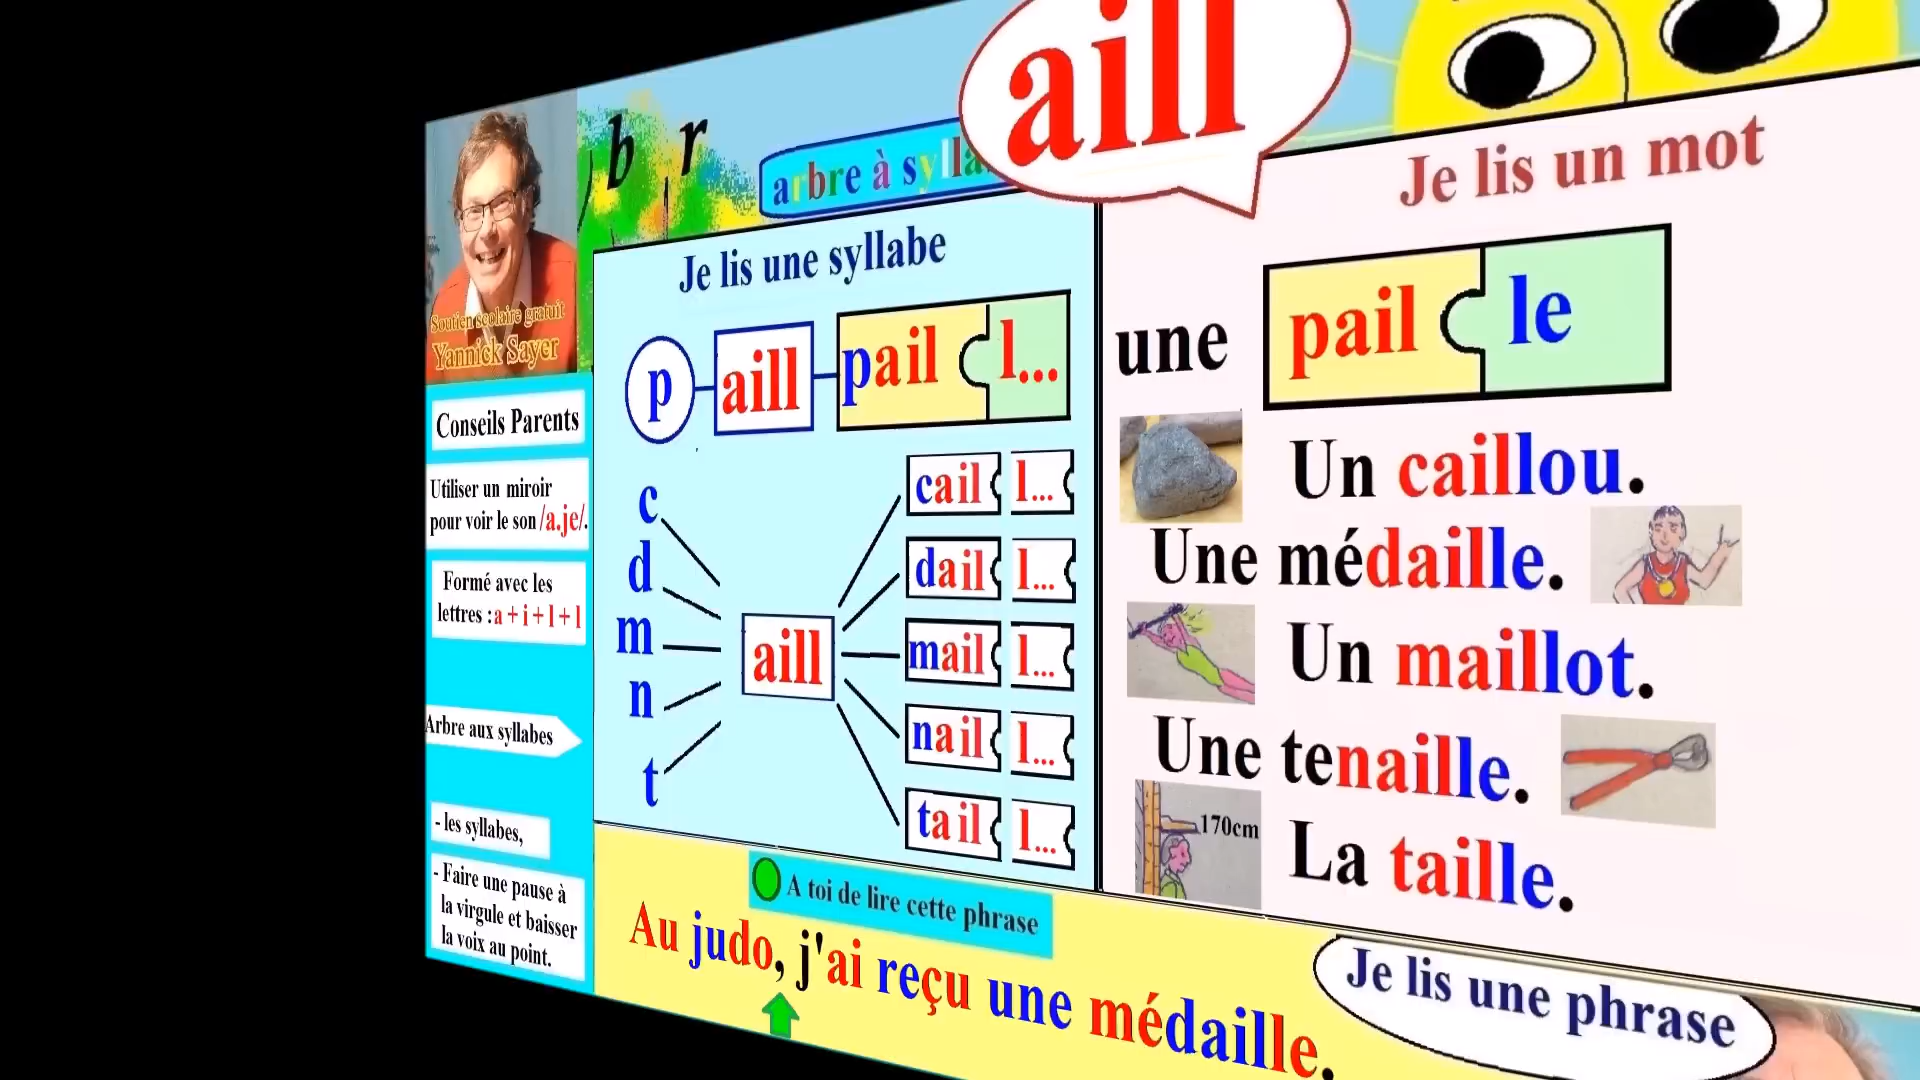 aill
b r
arbre à sylla
Soutien scolaire gratuit
Yannick Sayer
Conseils Parents
Utiliser un miroir
pour voir le son /a.je/.
Formé avec les
lettres : a + i + l + l
Arbre aux syllabes
- les syllabes,
- Faire une pause à
la virgule et baisser
la voix au point.
Je lis une syllabe
p aill pail l...
c
d
m
n
t
aill
cail l...
dail l...
mail l...
nail l...
tail l...
Je lis un mot
une pail le
Un caillou.
Une médaille.
Un maillot.
Une tenaille.
170cm
La taille.
A toi de lire cette phrase
Au judo, j'ai reçu une médaille.
Je lis une phrase